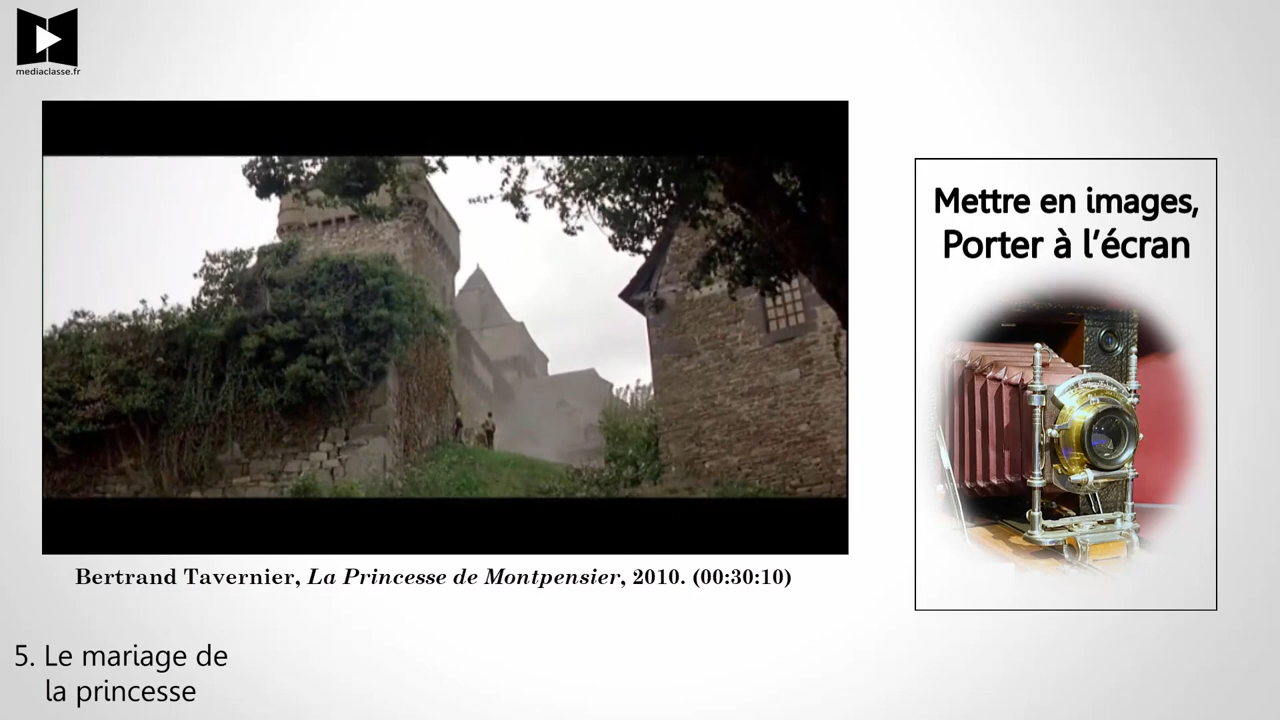 mediaclasse.fr
Mettre en images,
Porter à l'écran
Bertrand Tavernier, La Princesse de Montpensier, 2010. (00:30:10)
5. Le mariage de
la princesse